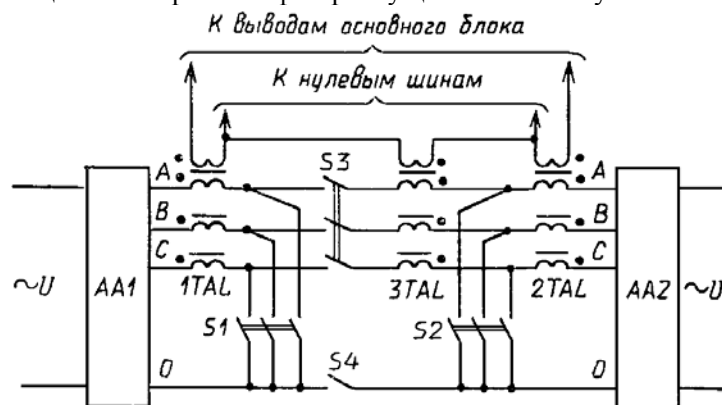 К выводам основного блока
К нулевым шинам
A S3 A
B B
C C
~U AA1 1TAL 3TAL 2TAL AA2 ~U
S1 S2
0 S4 0